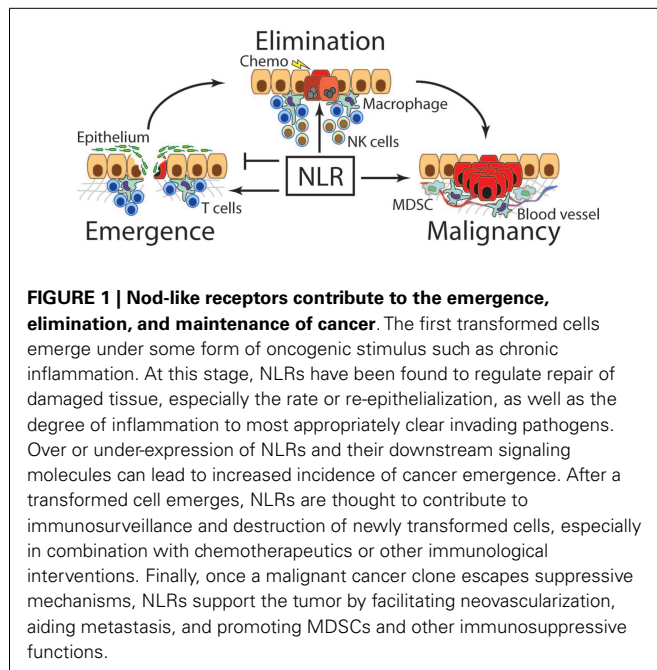 Elimination
Chemo
Macrophage
Epithelium
NK cells
NLR
T cells
MDSC
Blood vessel
Emergence
Malignancy
FIGURE 1 | Nod-like receptors contribute to the emergence,
elimination, and maintenance of cancer. The first transformed cells
emerge under some form of oncogenic stimulus such as chronic
inflammation. At this stage, NLRs have been found to regulate repair of
damaged tissue, especially the rate or re-epithelialization, as well as the
degree of inflammation to most appropriately clear invading pathogens.
Over or under-expression of NLRs and their downstream signaling
molecules can lead to increased incidence of cancer emergence. After a
transformed cell emerges, NLRs are thought to contribute to
immunosurveillance and destruction of newly transformed cells, especially
in combination with chemotherapeutics or other immunological
interventions. Finally, once a malignant cancer clone escapes suppressive
mechanisms, NLRs support the tumor by facilitating neovascularization,
aiding metastasis, and promoting MDSCs and other immunosuppressive
functions.